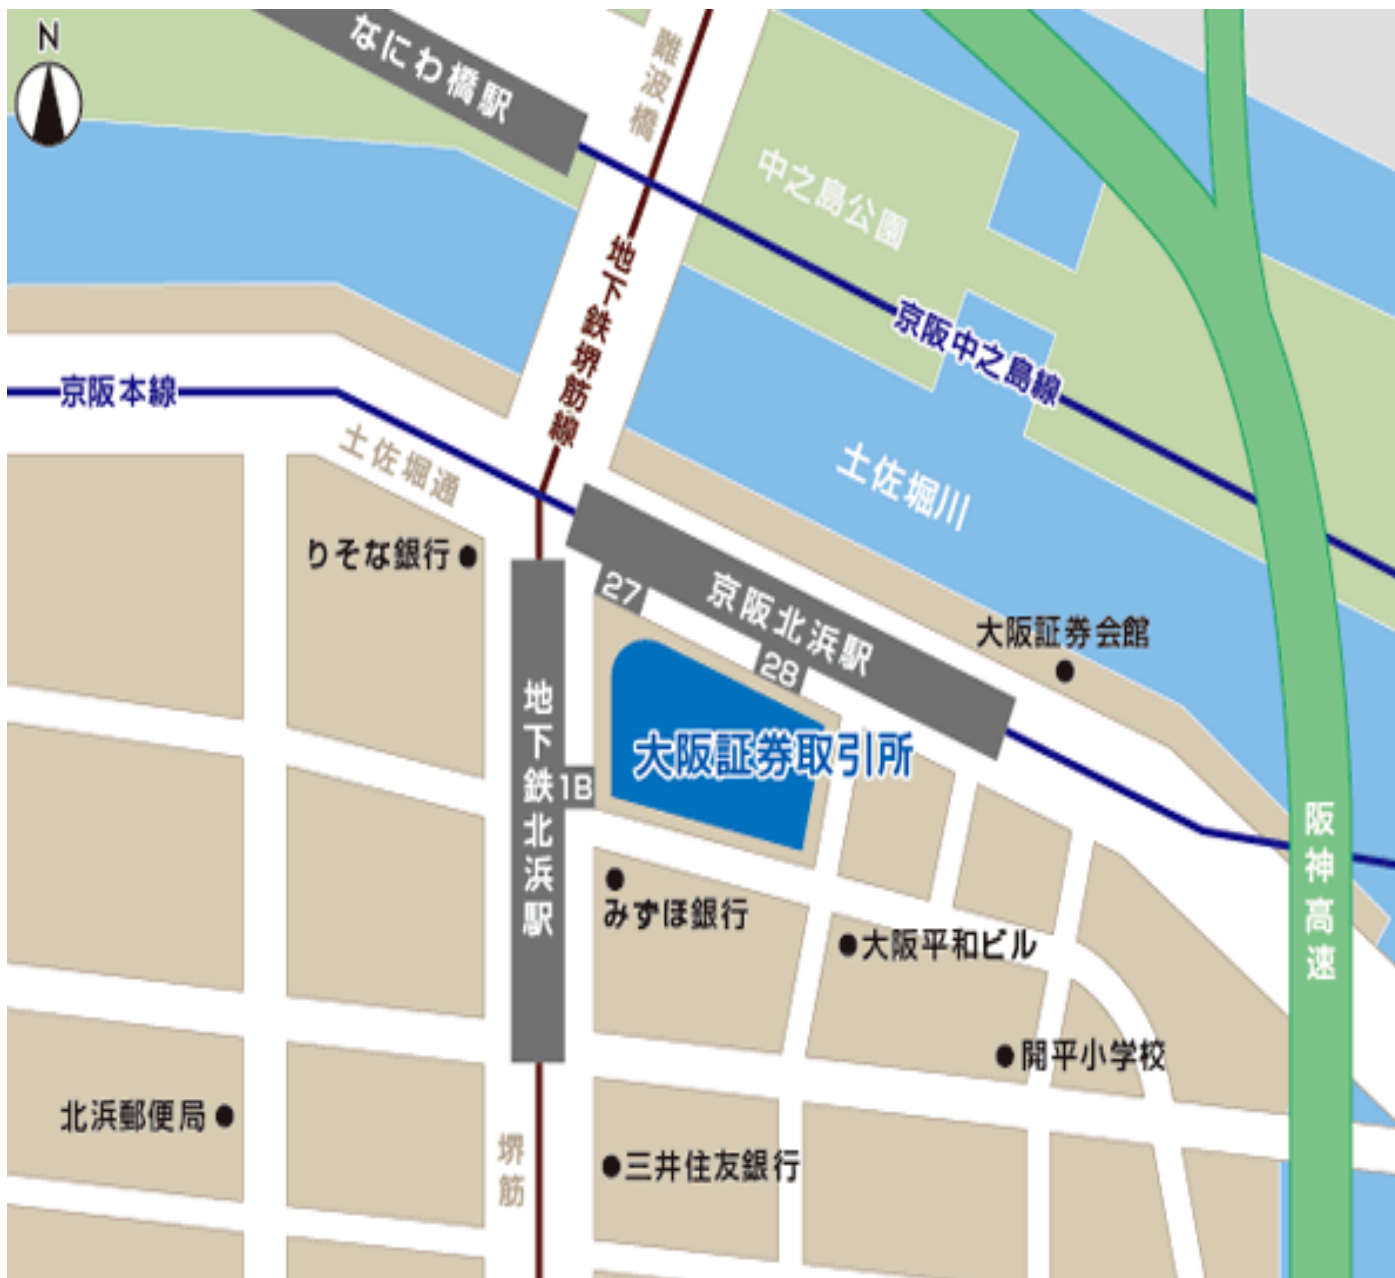 N
なにわ橋駅
難波橋
中之島公園
地下鉄堺筋線
京阪中之島線
京阪本線
土佐堀通
土佐堀川
りそな銀行
27
京阪北浜駅
28
大阪証券会館
地下鉄北浜駅
大阪証券取引所
1B
阪神高速
みずほ銀行
大阪平和ビル
開平小学校
北浜郵便局
堺筋
三井住友銀行